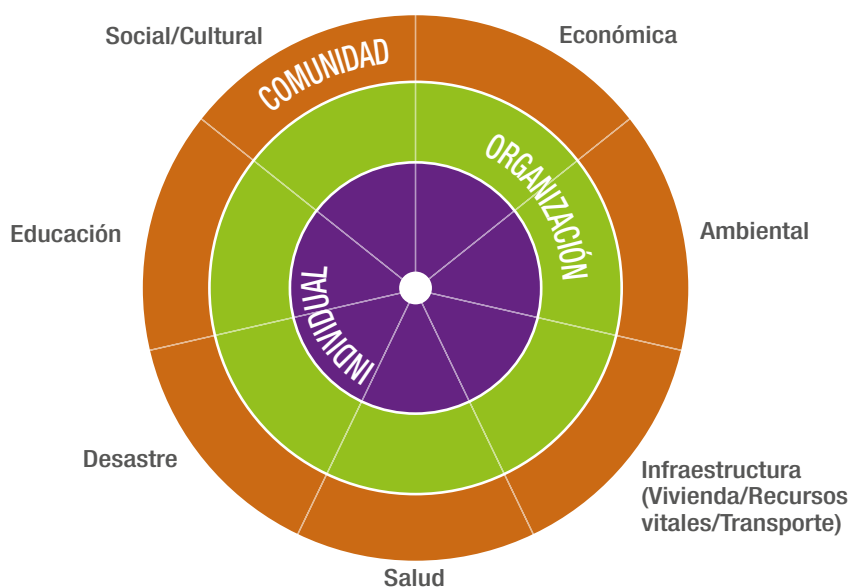 Social/Cultural
Económica
COMUNIDAD
ORGANIZACIÓN
Educación
Ambiental
INDIVIDUAL
Desastre
Infraestructura
(Vivienda/Recursos
vitales/Transporte)
Salud